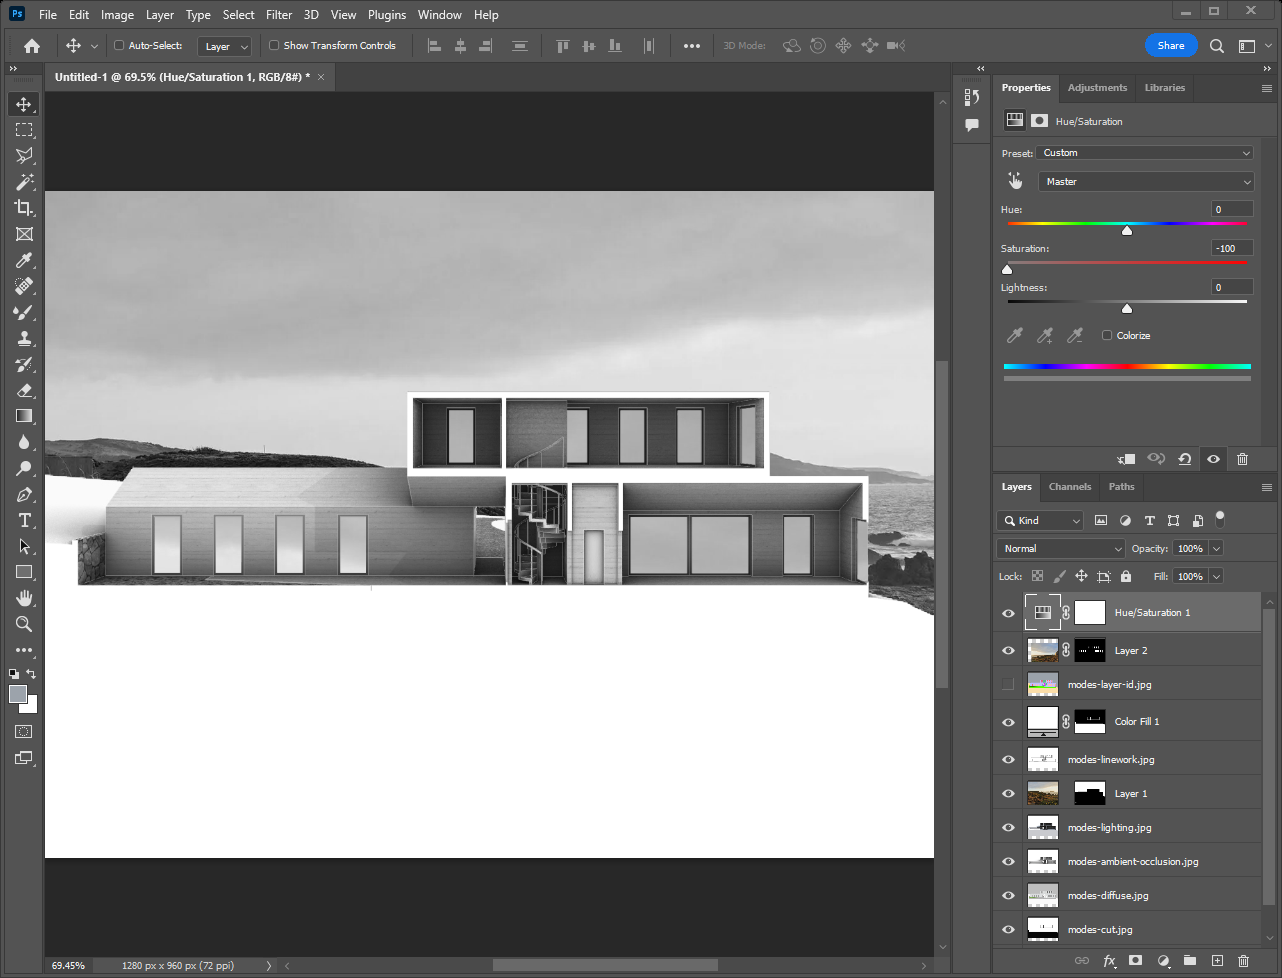 Ps File Edit Image Layer Type Select Filter 3D View Plugins Window Help
Auto-Select: Layer Show Transform Controls 3D Mode: Share
Untitled-1 @ 69.5% (Hue/Saturation 1, RGB/8#) *
Properties Adjustments Libraries
Hue/Saturation
Preset: Custom
Master
Hue: 0
Saturation: -100
Lightness: 0
Colorize
Layers Channels Paths
Kind
Normal Opacity: 100%
Lock: Fill: 100%
Hue/Saturation 1
Layer 2
modes-layer-id.jpg
Color Fill 1
modes-linework.jpg
Layer 1
modes-lighting.jpg
modes-ambient-occlusion.jpg
modes-diffuse.jpg
modes-cut.jpg
69.45% 1280 px x 960 px (72 ppi)